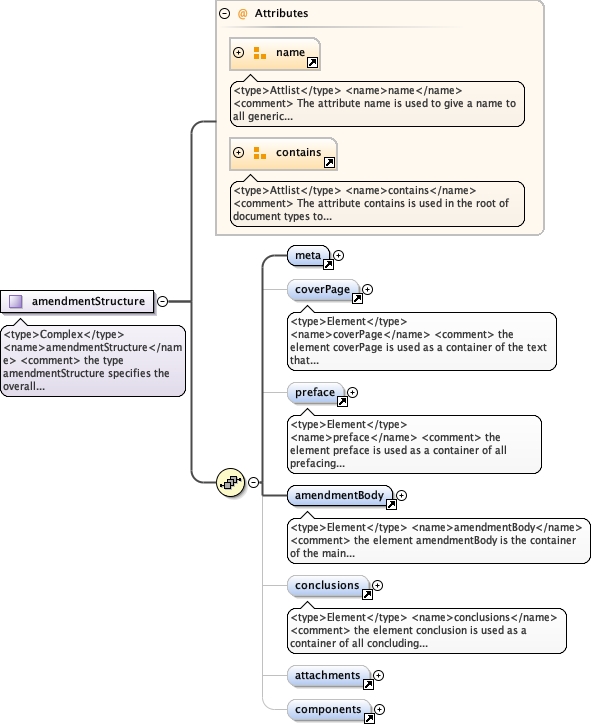 @ Attributes
name
<type>Attlist</type> <name>name</name>
<comment> The attribute name is used to give a name to
all generic...
contains
<type>Attlist</type> <name>contains</name>
<comment> The attribute contains is used in the root of
document types to...
amendmentStructure
<type>Complex</type>
<name>amendmentStructure</nam
e> <comment> the type
amendmentStructure specifies the
overall...
meta
coverPage
<type>Element</type>
<name>coverPage</name> <comment> the
element coverPage is used as a container of the text
that...
preface
<type>Element</type>
<name>preface</name> <comment> the
element preface is used as a container of all
prefacing...
amendmentBody
<type>Element</type> <name>amendmentBody</name>
<comment> the element amendmentBody is the container
of the main...
conclusions
<type>Element</type> <name>conclusions</name>
<comment> the element conclusion is used as a
container of all concluding...
attachments
components